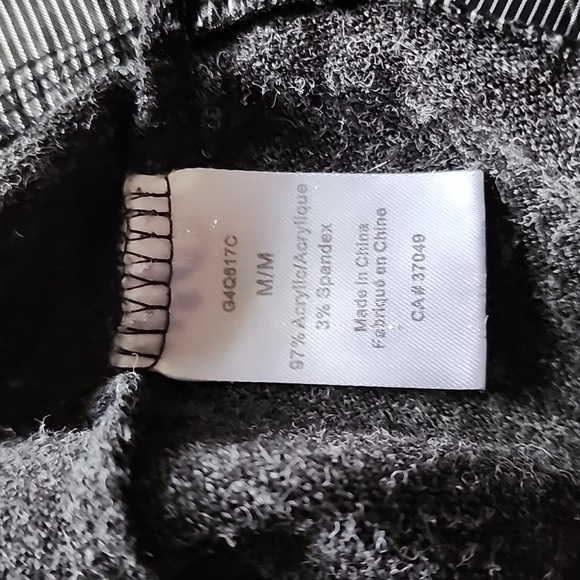 G4Q617C
M/M
97% Acrylic/Acrylique
3% Spandex
Made in China
Fabriqué en Chine
CA# 37049